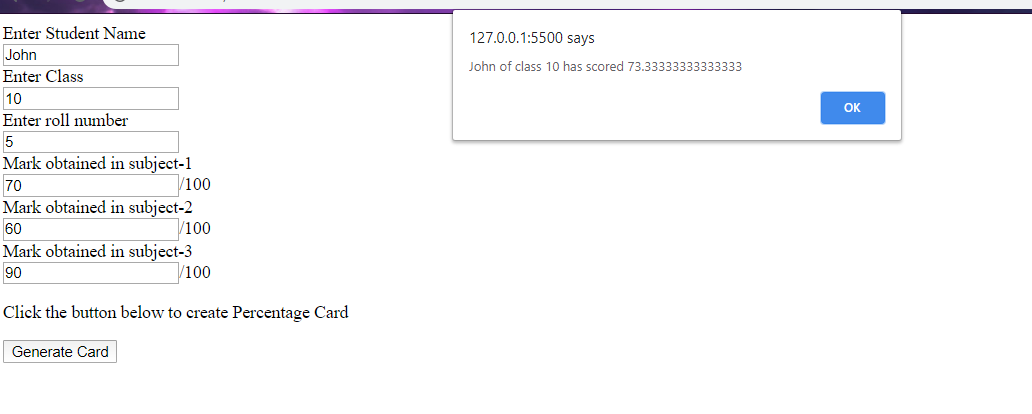 127.0.0.1:5500 says
John of class 10 has scored 73.33333333333333
OK
Enter Student Name
John
Enter Class
10
Enter roll number
5
Mark obtained in subject-1
70 /100
Mark obtained in subject-2
60 /100
Mark obtained in subject-3
90 /100
Click the button below to create Percentage Card
Generate Card